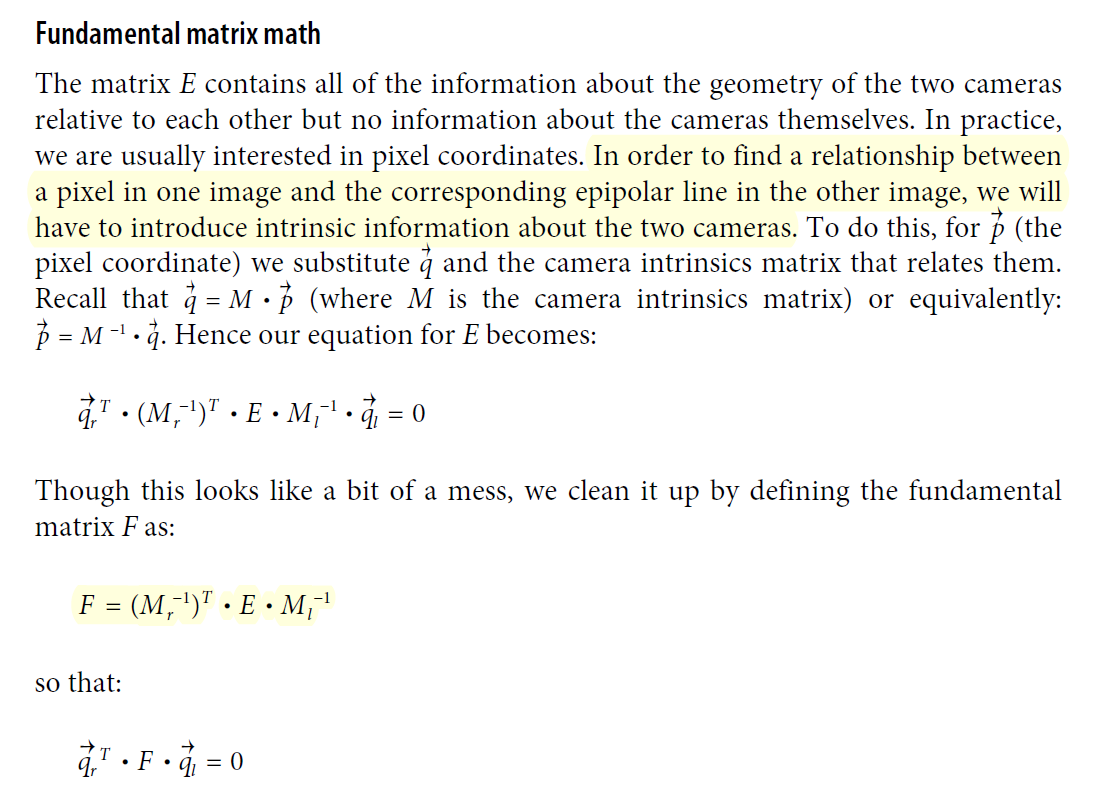 Fundamental matrix math
The matrix E contains all of the information about the geometry of the two cameras
relative to each other but no information about the cameras themselves. In practice,
we are usually interested in pixel coordinates. In order to find a relationship between
a pixel in one image and the corresponding epipolar line in the other image, we will
have to introduce intrinsic information about the two cameras. To do this, for p⃗ (the
pixel coordinate) we substitute q⃗ and the camera intrinsics matrix that relates them.
Recall that q⃗ = M · p⃗ (where M is the camera intrinsics matrix) or equivalently:
p⃗ = M⁻¹ · q⃗. Hence our equation for E becomes:
q⃗ᵣᵀ · (Mᵣ⁻¹)ᵀ · E · Mₗ⁻¹ · q⃗ₗ = 0
Though this looks like a bit of a mess, we clean it up by defining the fundamental
matrix F as:
F = (Mᵣ⁻¹)ᵀ · E · Mₗ⁻¹
so that:
q⃗ᵣᵀ · F · q⃗ₗ = 0